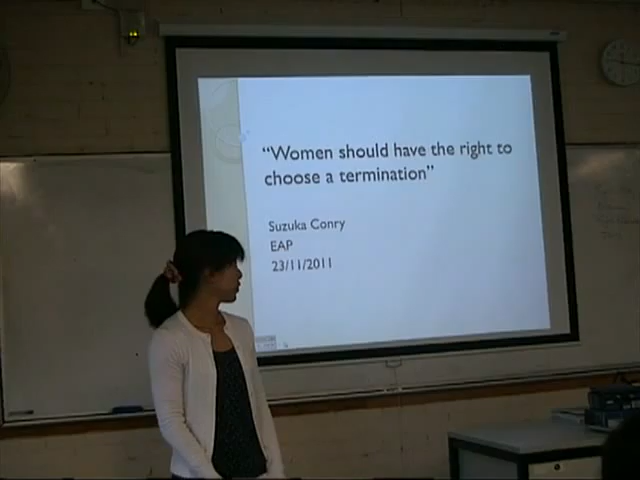 “Women should have the right to
choose a termination”
Suzuka Conry
EAP
23/11/2011